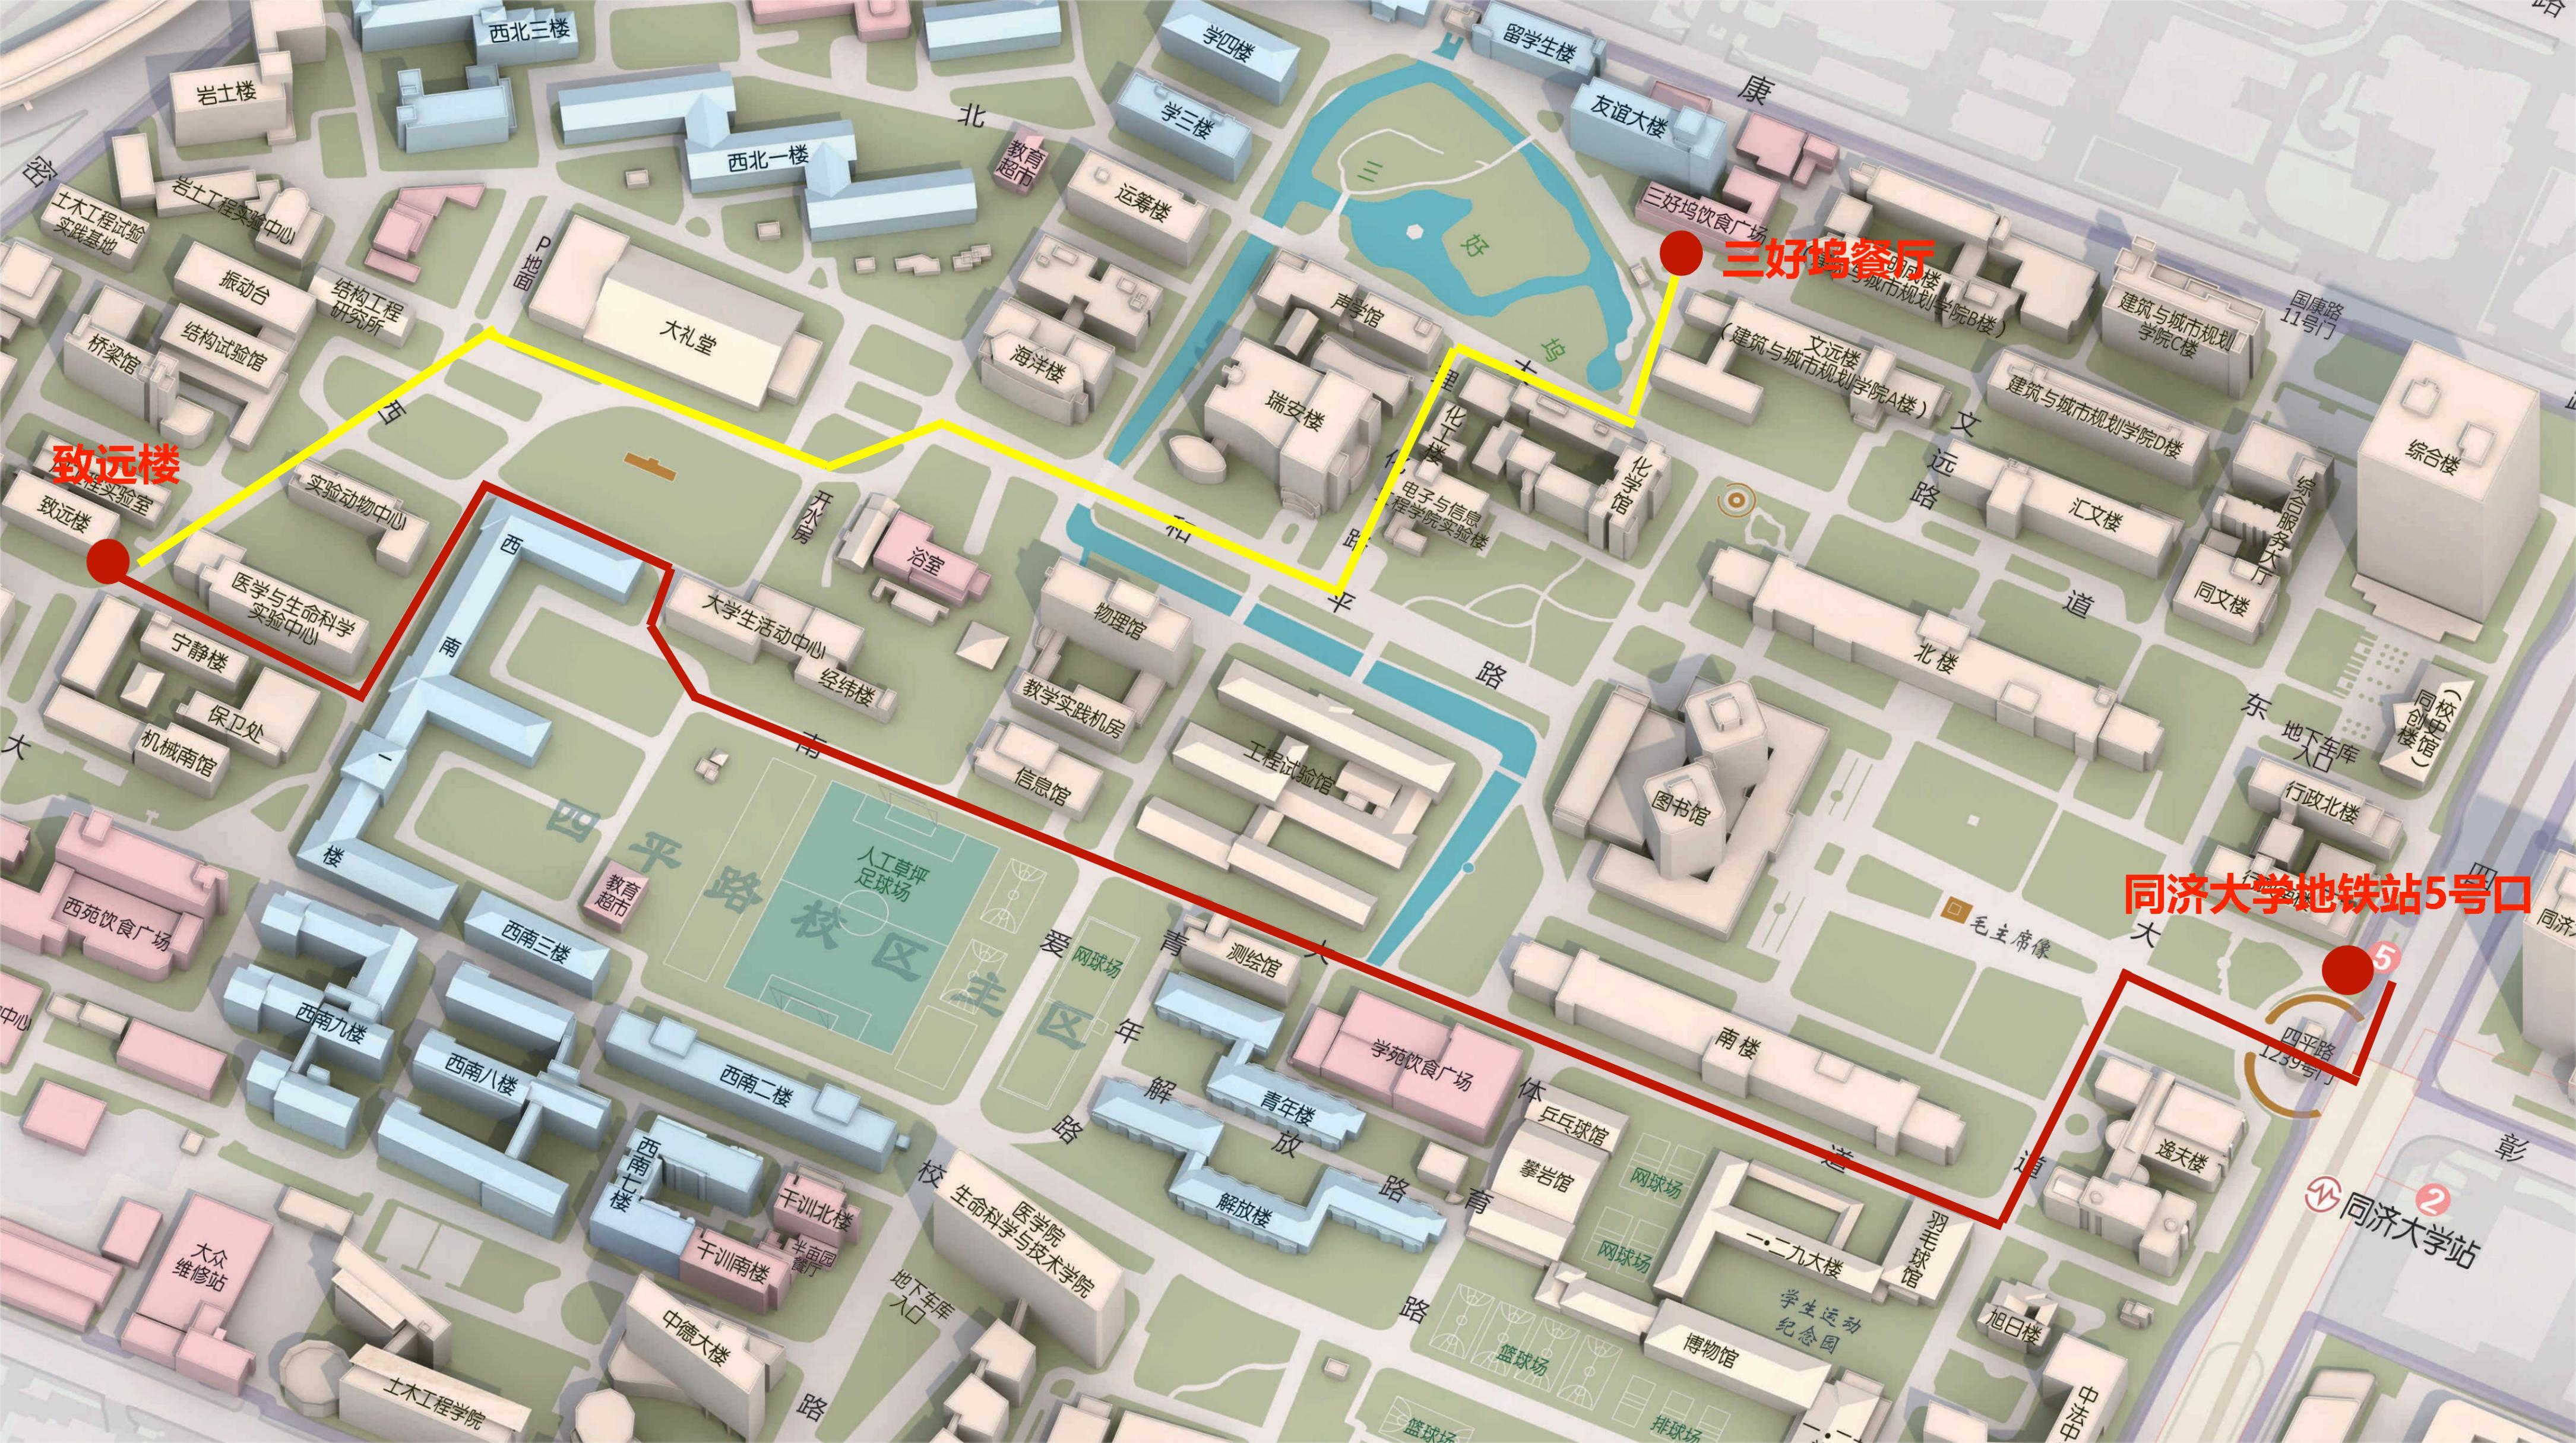 西北三楼
学四楼
留学生楼
康
岩土楼
北
学三楼
友谊大楼
西北一楼
教育
超市
三
密
岩土工程实验中心
土木工程试验
实践基地
运筹楼
三好坞饮食广场
好
三好坞餐厅
P
地面
振动台
结构工程
研究所
声学馆
建筑与城市规划
学院C楼
国康路
11号门
大礼堂
结构试验馆
桥梁馆
海洋楼
坞
文远楼
(建筑与城市规划学院A楼)
理
大
瑞安楼
化工楼
建筑与城市规划学院D楼
西
文
远
路
综合楼
致远楼
致远楼
实验动物中心
开水房
化
电子与信息
工程学院实验楼
化学馆
汇文楼
综合服务大厅
西
和
路
浴室
平
道
同文楼
医学与生命科学
实验中心
宁静楼
大学生活动中心
物理馆
南
经纬楼
北楼
路
教学实践机房
保卫处
机械南馆
大
南
东
地下车库
入口
同创楼
(校史馆)
一
信息馆
工程试验馆
图书馆
行政北楼
楼
四平路校区主区
人工草坪
足球场
教育
超市
四
同济大学地铁站5号口
西苑饮食广场
西南三楼
爱
网球场
青
测绘馆
大
毛主席像
大
5
西南九楼
年
南楼
四平路
1239号门
西南八楼
西南二楼
学苑饮食广场
解
青年楼
体
乒乓球馆
路
放
道
道
逸夫楼
彰
西南七楼
校
攀岩馆
网球场
干训北楼
医学院
生命科学与技术学院
解放楼
路
育
羽毛球馆
2
同济大学站
大众
维修站
干训南楼
半亩园
餐厅
网球场
一·二九大楼
地下车库
入口
路
学生运动
纪念园
旭日楼
中德大楼
篮球场
博物馆
土木工程学院
路
篮球场
排球场
中法中